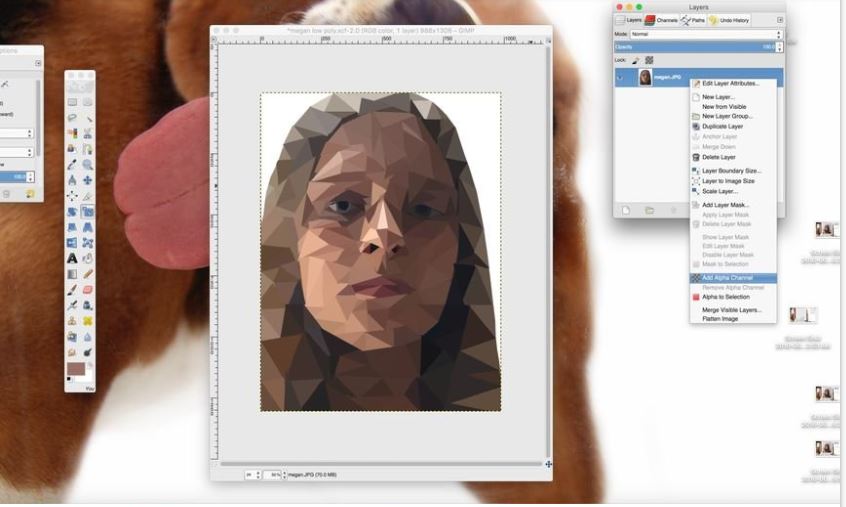 ptions
ward)
100.0
You
*megan low poly.xcf-2.0 (RGB color, 1 layer) 988x1308 – GIMP
px
50 %
megan.JPG (70.0 MB)
Layers
Layers Channels Paths Undo History
Mode: Normal
Opacity 100.0
Lock:
megan.JPG
Edit Layer Attributes...
New Layer...
New from Visible
New Layer Group...
Duplicate Layer
Anchor Layer
Merge Down
Delete Layer
Layer Boundary Size...
Layer to Image Size
Scale Layer...
Add Layer Mask...
Apply Layer Mask
Delete Layer Mask
Show Layer Mask
Edit Layer Mask
Disable Layer Mask
Mask to Selection
Add Alpha Channel
Remove Alpha Channel
Alpha to Selection
Merge Visible Layers...
Flatten Image